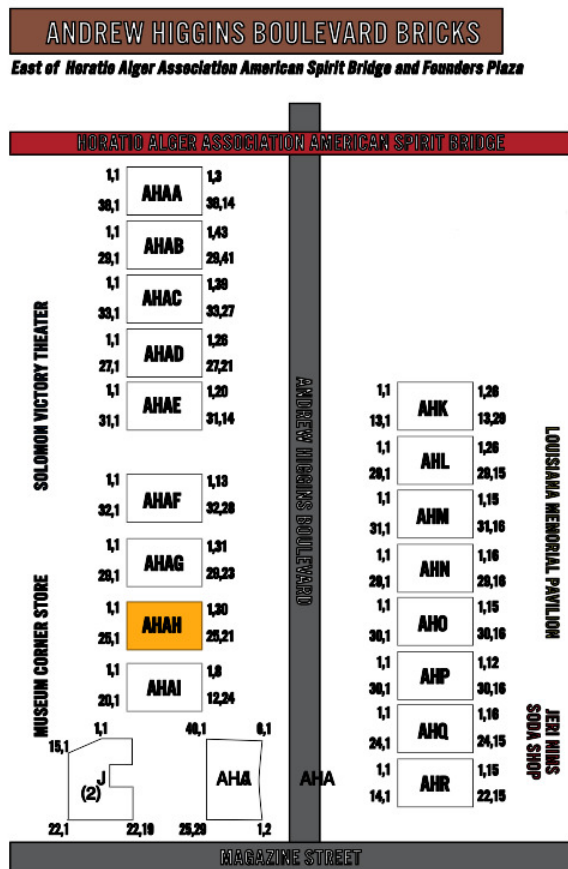 ANDREW HIGGINS BOULEVARD BRICKS
East of Horatio Alger Association American Spirit Bridge and Founders Plaza
HORATIO ALGER ASSOCIATION AMERICAN SPIRIT BRIDGE
SOLOMON VICTORY THEATER
MUSEUM CORNER STORE
1,1 1,3
AHAA
38,1 38,14
1,1 1,43
AHAB
29,1 29,41
1,1 1,39
AHAC
33,1 33,27
1,1 1,26
AHAD
27,1 27,21
1,1 1,20
AHAE
31,1 31,14
1,1 1,13
AHAF
32,1 32,28
1,1 1,31
AHAG
29,1 29,23
1,1 1,30
AHAH
25,1 25,21
1,1 1,8
AHAI
20,1 12,24
1,1
15,1
J
(2)
22,1 22,19
40,1
AHA
25,29 1,2
ANDREW HIGGINS BOULEVARD
AHA
1,1 1,26
AHK
13,1 13,29
1,1 1,26
AHL
29,1 29,15
1,1 1,15
AHM
31,1 31,16
1,1 1,16
AHN
29,1 29,16
1,1 1,15
AHO
30,1 30,16
1,1 1,12
AHP
30,1 30,16
1,1 1,16
AHQ
24,1 24,15
1,1 1,15
AHR
14,1 22,15
LOUISIANA MEMORIAL PAVILION
JERI NIMS
SODA SHOP
MAGAZINE STREET